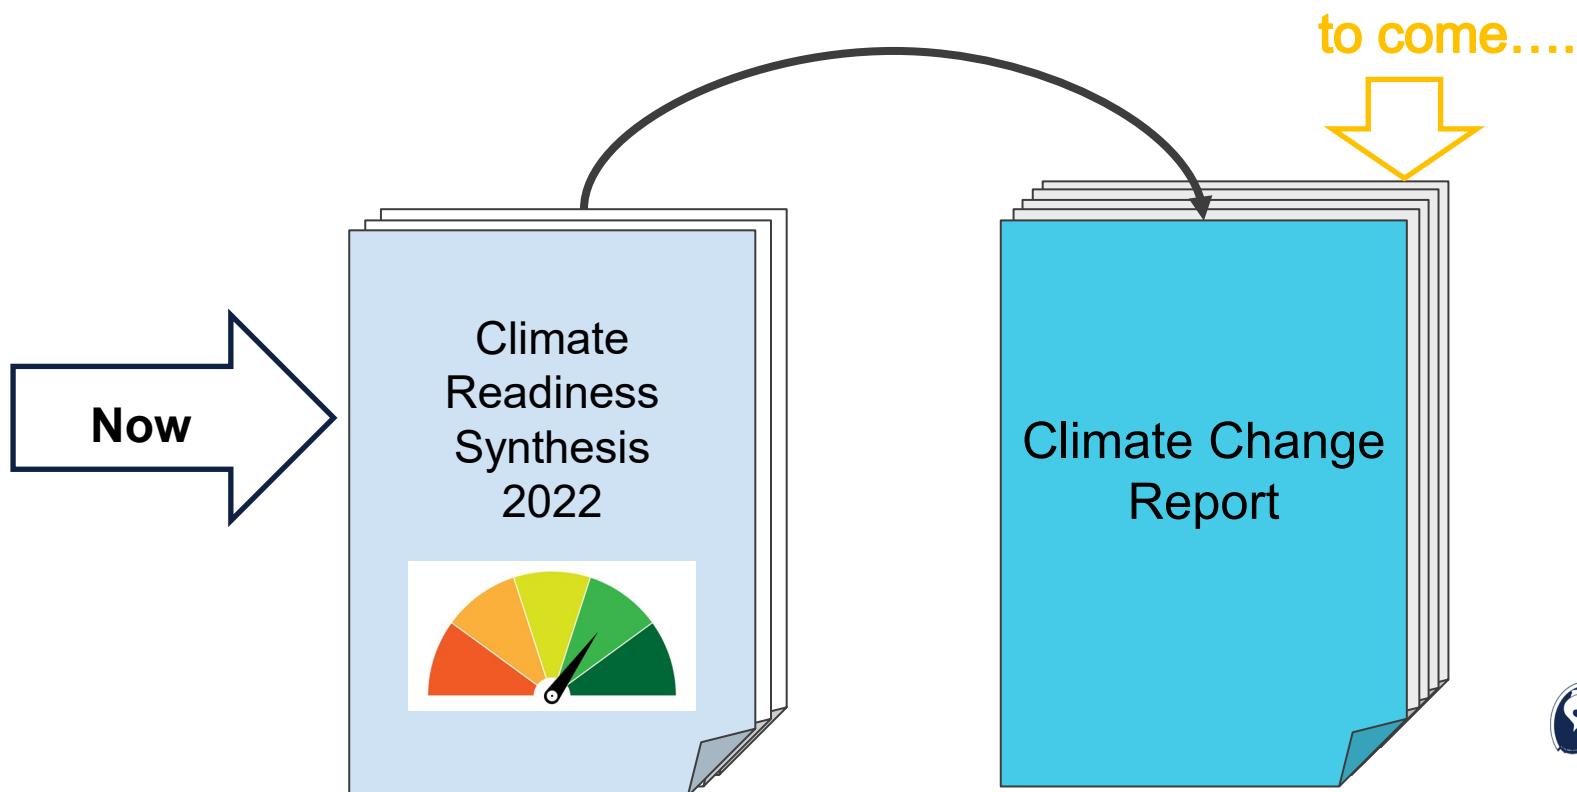 to come....
Now
Climate
Readiness
Synthesis
2022
Climate Change
Report